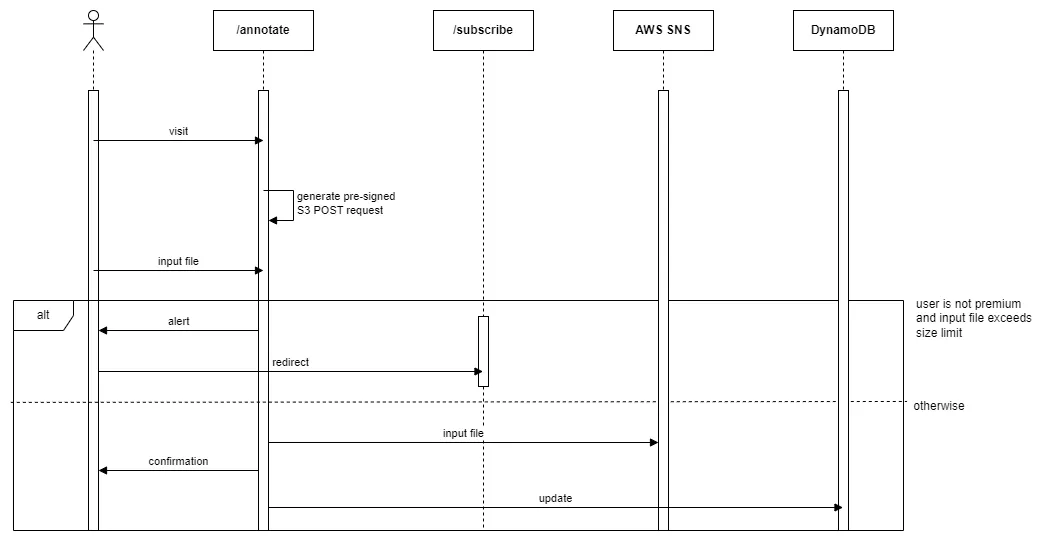 /annotate
/subscribe
AWS SNS
DynamoDB
visit
generate pre-signed
S3 POST request
input file
alt
user is not premium
and input file exceeds
size limit
alert
redirect
otherwise
input file
confirmation
update